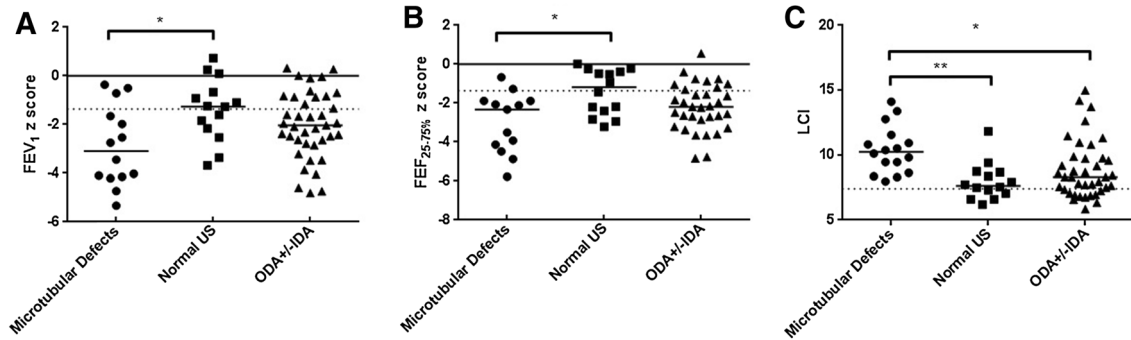 A
*
FEV1 z score
2
0
-2
-4
-6
Microtubular Defects
Normal US
ODA+/-IDA
B
*
FEF25-75% z score
2
0
-2
-4
-6
-8
Microtubular Defects
Normal US
ODA+/-IDA
C
*
**
LCI
20
15
10
5
Microtubular Defects
Normal US
ODA+/-IDA